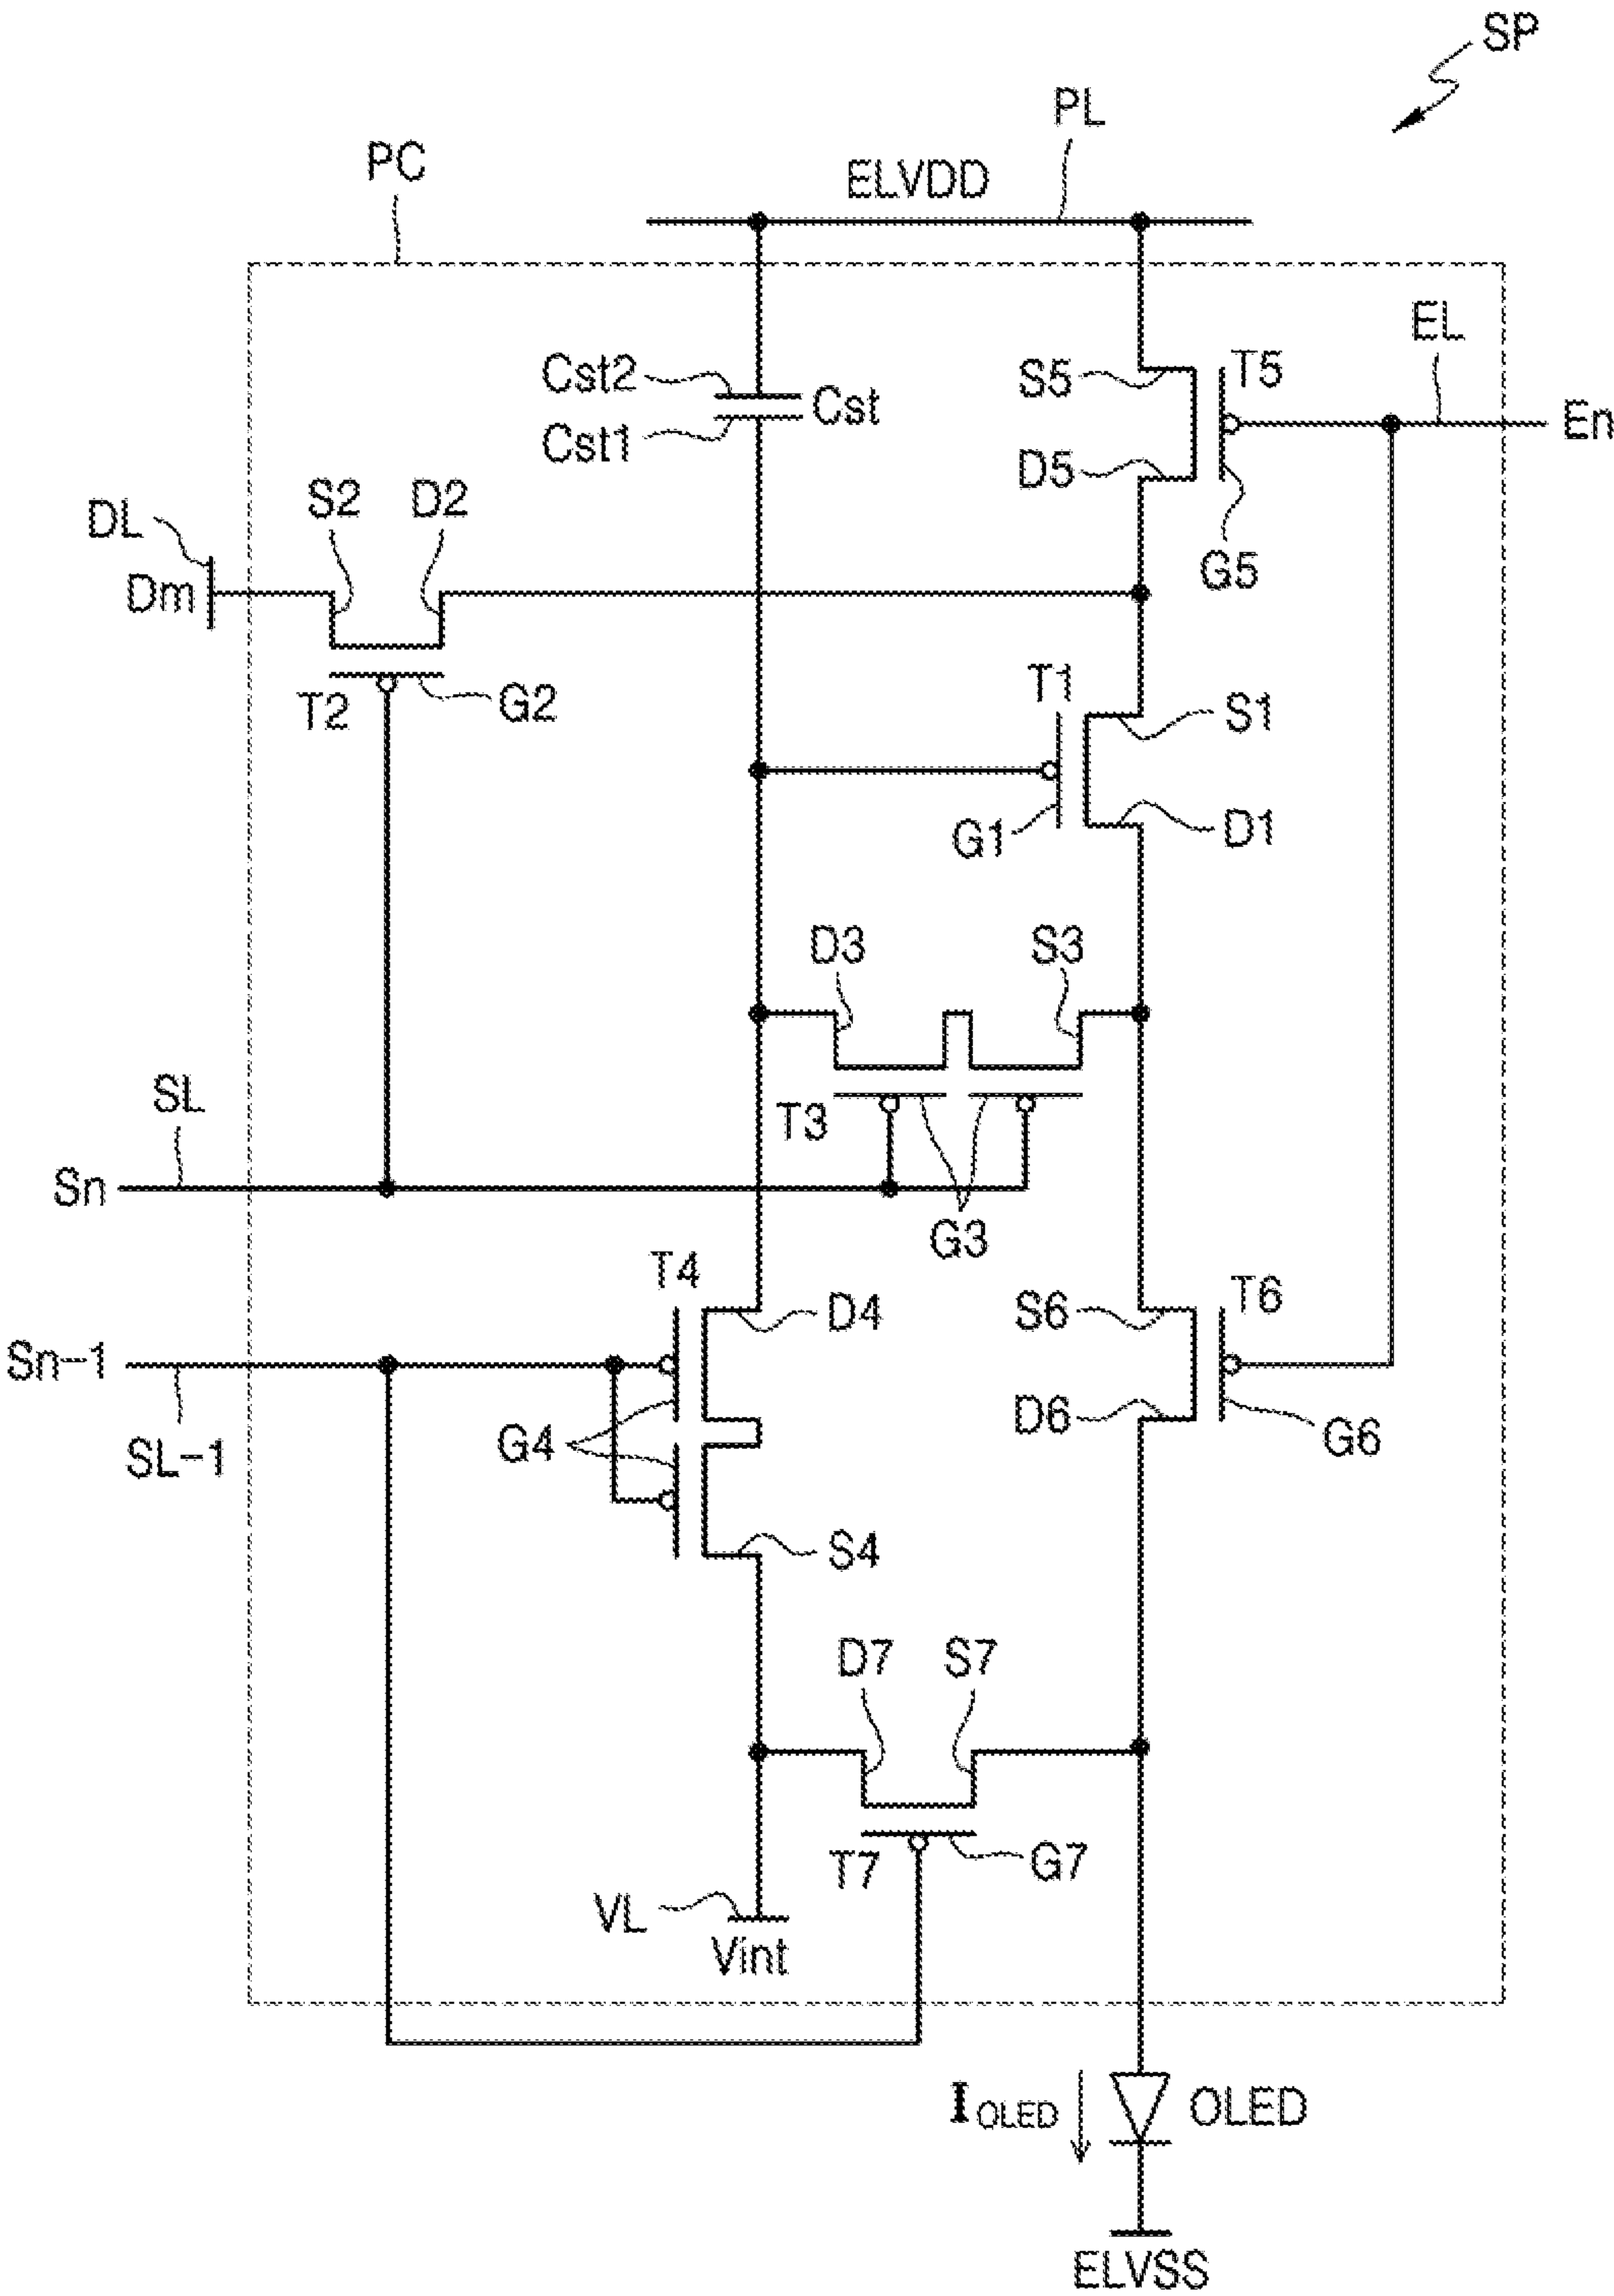 SP
PL
PC
ELVDD
EL
Cst2
Cst
S5
T5
En
Cst1
D5
S2
D2
DL
G5
Dm
T1
T2
G2
S1
G1
D1
D3
S3
SL
T3
Sn
G3
T4
D4
S6
T6
Sn-1
D6
G4
G6
SL-1
S4
D7
S7
T7
G7
VL
Vint
IOLED
OLED
ELVSS